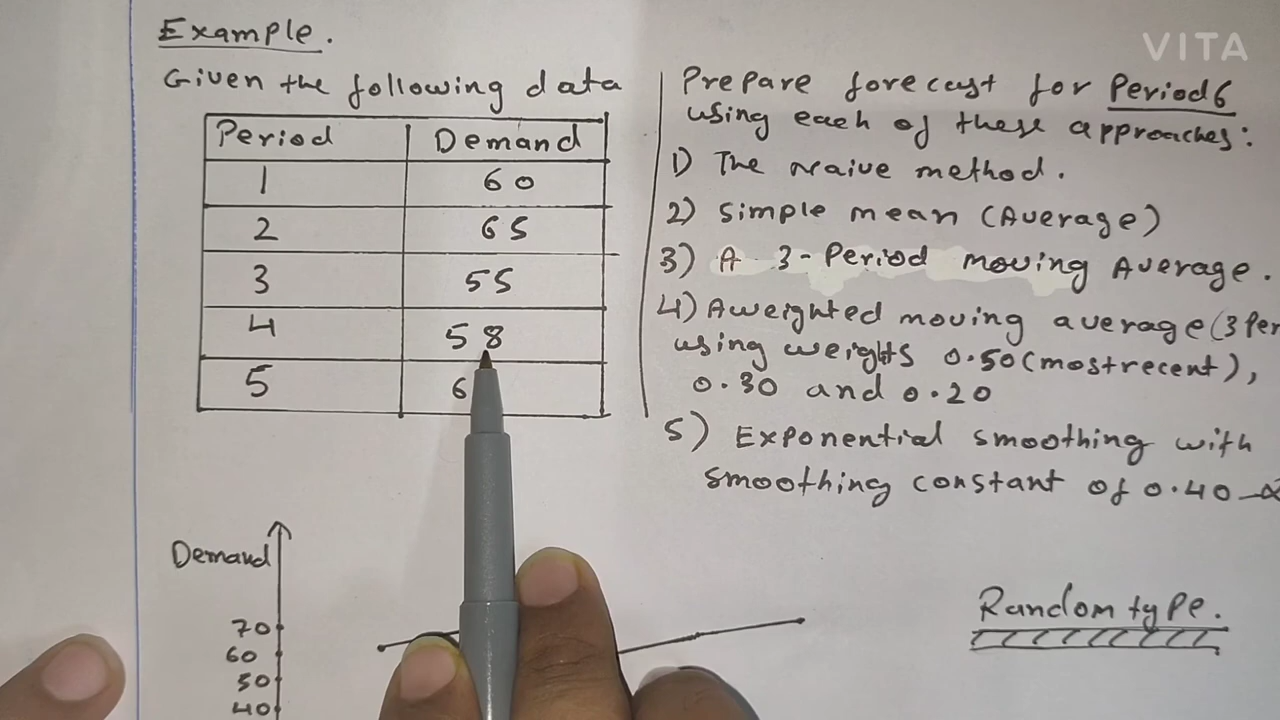 VITA
Example.
Given the following data
Period Demand
1 60
2 65
3 55
4 58
5 6
Prepare forecast for Period 6
using each of these approaches:
1) The naive method.
2) Simple mean (Average)
3) A 3-Period moving Average.
4) A weighted moving average (3 Per
using weights 0.50 (most recent),
0.30 and 0.20
5) Exponential smoothing with
smoothing constant of 0.40 -α
Demand
70
60
50
40
Random type.